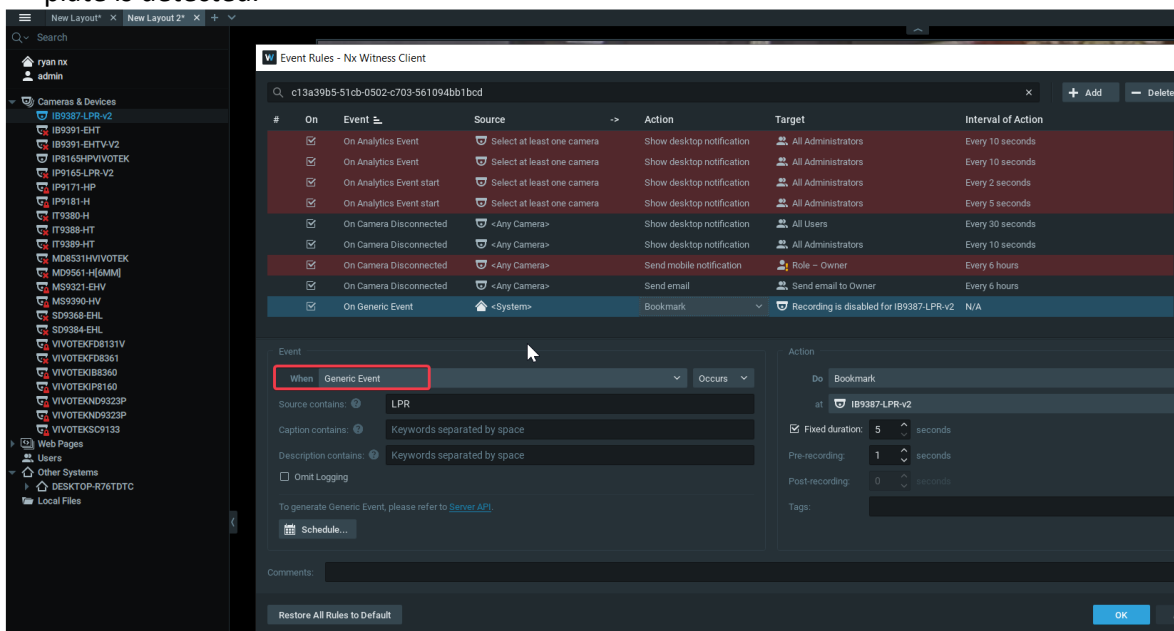 plate is detected.
New Layout* × New Layout 2* × +
Search
ryan nx
admin
Cameras & Devices
IB9387-LPR-v2
IB9391-EHT
IB9391-EHTV-V2
IP8165HPVIVOTEK
IP9165-LPR-V2
IP9171-HP
IP9181-H
IT9380-H
IT9388-HT
IT9389-HT
MD8531HVIVOTEK
MD9561-H[6MM]
MS9321-EHV
MS9390-HV
SD9368-EHL
SD9384-EHL
VIVOTEKFD8131V
VIVOTEKFD8361
VIVOTEKIB8360
VIVOTEKIP8160
VIVOTEKND9323P
VIVOTEKND9323P
VIVOTEKSC9133
Web Pages
Users
Other Systems
DESKTOP-R76TDTC
Local Files
W Event Rules - Nx Witness Client
c13a39b5-51cb-0502-c703-561094bb1bcd × + Add — Delete
# On Event Source -> Action Target Interval of Action
On Analytics Event Select at least one camera Show desktop notification All Administrators Every 10 seconds
On Analytics Event Select at least one camera Show desktop notification All Administrators Every 10 seconds
On Analytics Event start Select at least one camera Show desktop notification All Administrators Every 2 seconds
On Analytics Event start Select at least one camera Show desktop notification All Administrators Every 5 seconds
On Camera Disconnected <Any Camera> Show desktop notification All Users Every 30 seconds
On Camera Disconnected <Any Camera> Show desktop notification All Administrators Every 10 seconds
On Camera Disconnected <Any Camera> Send mobile notification Role – Owner Every 6 hours
On Camera Disconnected <Any Camera> Send email Send email to Owner Every 6 hours
On Generic Event <System> Bookmark Recording is disabled for IB9387-LPR-v2 N/A
Event
When Generic Event Occurs
Source contains: ? LPR
Caption contains: ? Keywords separated by space
Description contains: ? Keywords separated by space
Omit Logging
To generate Generic Event, please refer to Server API.
Schedule...
Action
Do Bookmark
at IB9387-LPR-v2
Fixed duration: 5 seconds
Pre-recording: 1 seconds
Post-recording: 0 seconds
Tags:
Comments:
Restore All Rules to Default
OK